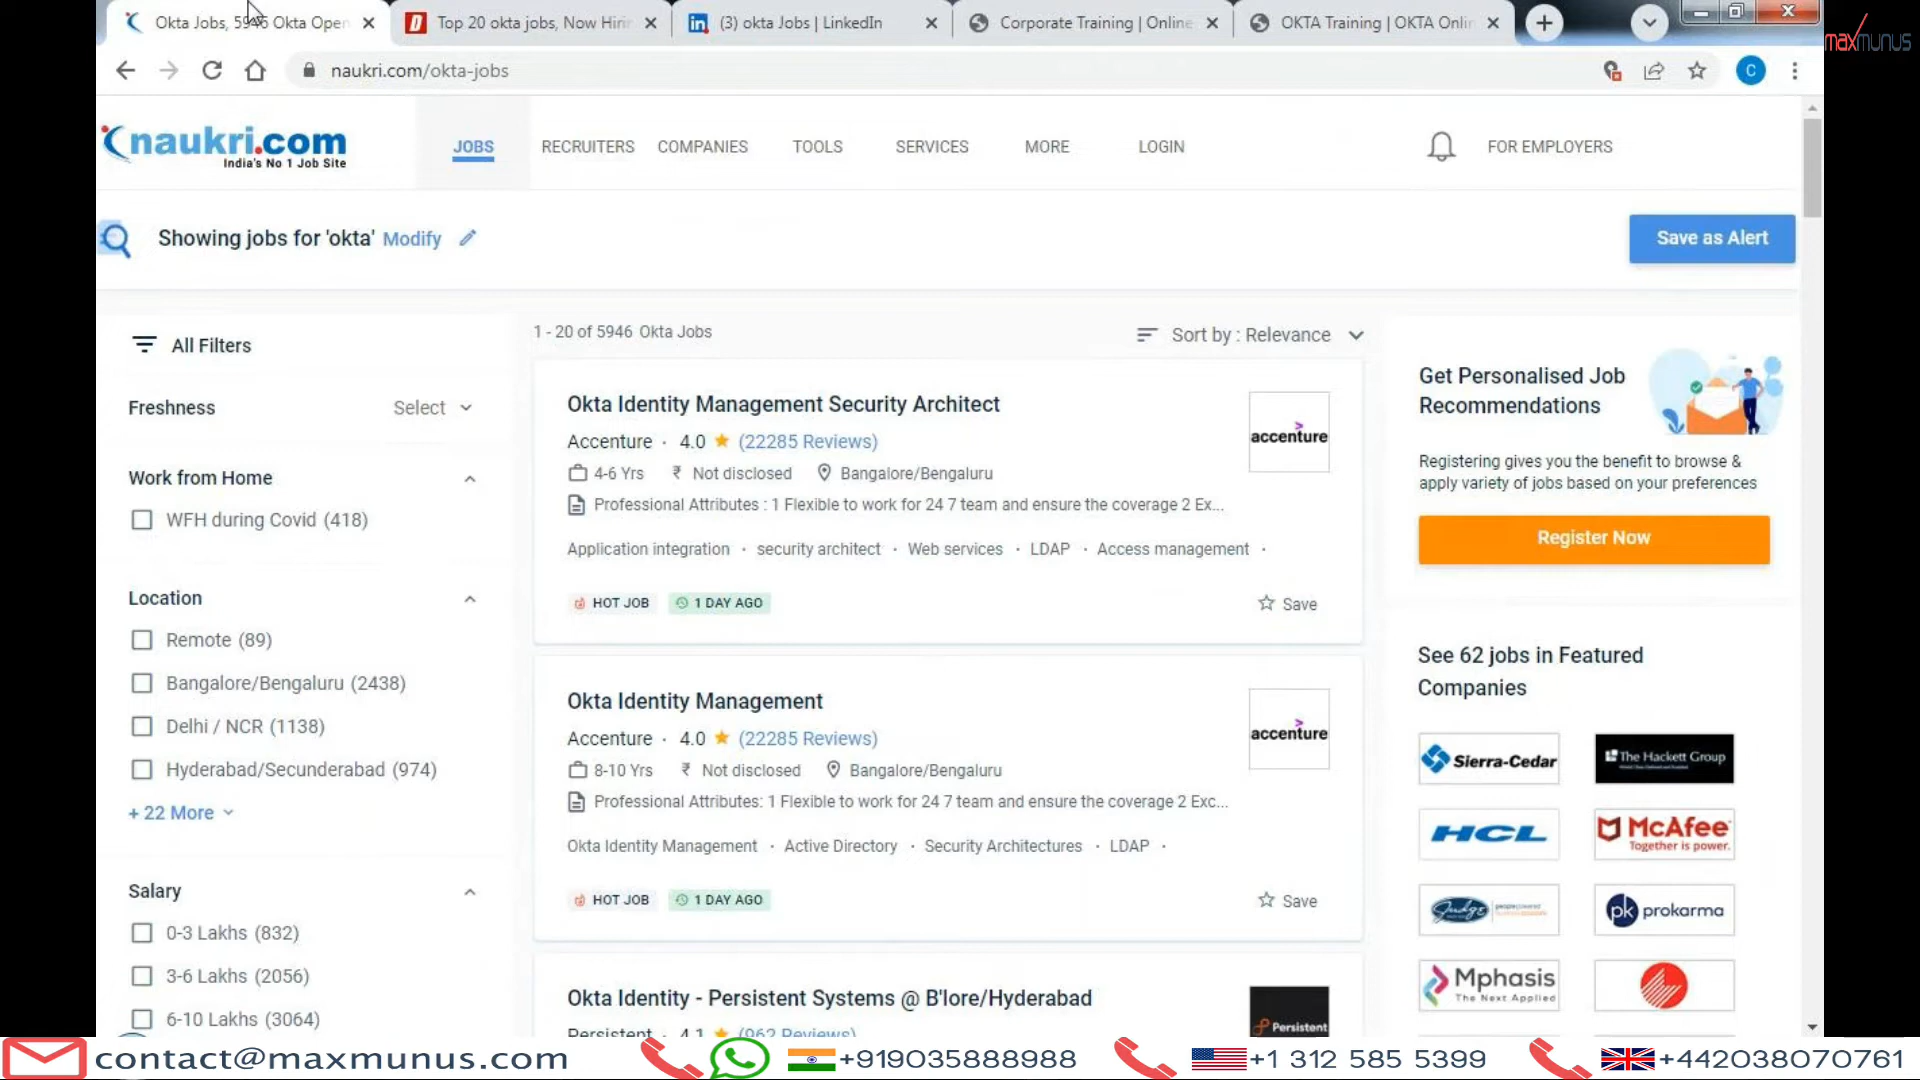 Okta Jobs, 5946 Okta Open
Top 20 okta jobs, Now Hirin
(3) okta Jobs | LinkedIn
Corporate Training | Online
OKTA Training | OKTA Onlin
maxmunus
naukri.com/okta-jobs
C
naukri.com
India's No 1 Job Site
JOBS
RECRUITERS
COMPANIES
TOOLS
SERVICES
MORE
LOGIN
FOR EMPLOYERS
Showing jobs for 'okta' Modify
Save as Alert
All Filters
Freshness
Select
Work from Home
WFH during Covid (418)
Location
Remote (89)
Bangalore/Bengaluru (2438)
Delhi / NCR (1138)
Hyderabad/Secunderabad (974)
+ 22 More
Salary
0-3 Lakhs (832)
3-6 Lakhs (2056)
6-10 Lakhs (3064)
1 - 20 of 5946 Okta Jobs
Sort by : Relevance
Okta Identity Management Security Architect
Accenture · 4.0 ★ (22285 Reviews)
4-6 Yrs ₹ Not disclosed Bangalore/Bengaluru
Professional Attributes : 1 Flexible to work for 24 7 team and ensure the coverage 2 Ex...
Application integration · security architect · Web services · LDAP · Access management ·
HOT JOB
1 DAY AGO
Save
accenture
Okta Identity Management
Accenture · 4.0 ★ (22285 Reviews)
8-10 Yrs ₹ Not disclosed Bangalore/Bengaluru
Professional Attributes: 1 Flexible to work for 24 7 team and ensure the coverage 2 Exc...
Okta Identity Management · Active Directory · Security Architectures · LDAP ·
HOT JOB
1 DAY AGO
Save
accenture
Okta Identity - Persistent Systems @ B'lore/Hyderabad
Persistent · 4.1 ★ (962 Reviews)
Persistent
Get Personalised Job
Recommendations
Registering gives you the benefit to browse &
apply variety of jobs based on your preferences
Register Now
See 62 jobs in Featured
Companies
Sierra-Cedar
The Hackett Group
HCL
McAfee
Together is power.
Judge
prokarma
Mphasis
The Next Applied
contact@maxmunus.com
+919035888988
+1 312 585 5399
+442038070761